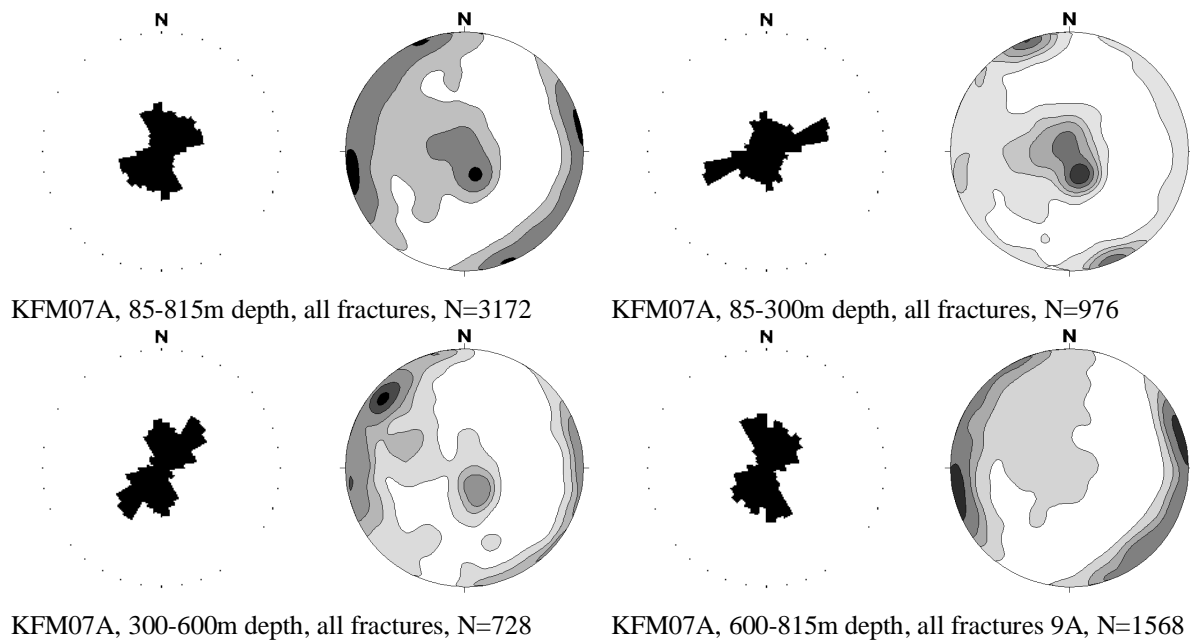 N N N N
KFM07A, 85-815m depth, all fractures, N=3172 KFM07A, 85-300m depth, all fractures, N=976
N N N N
KFM07A, 300-600m depth, all fractures, N=728 KFM07A, 600-815m depth, all fractures 9A, N=1568